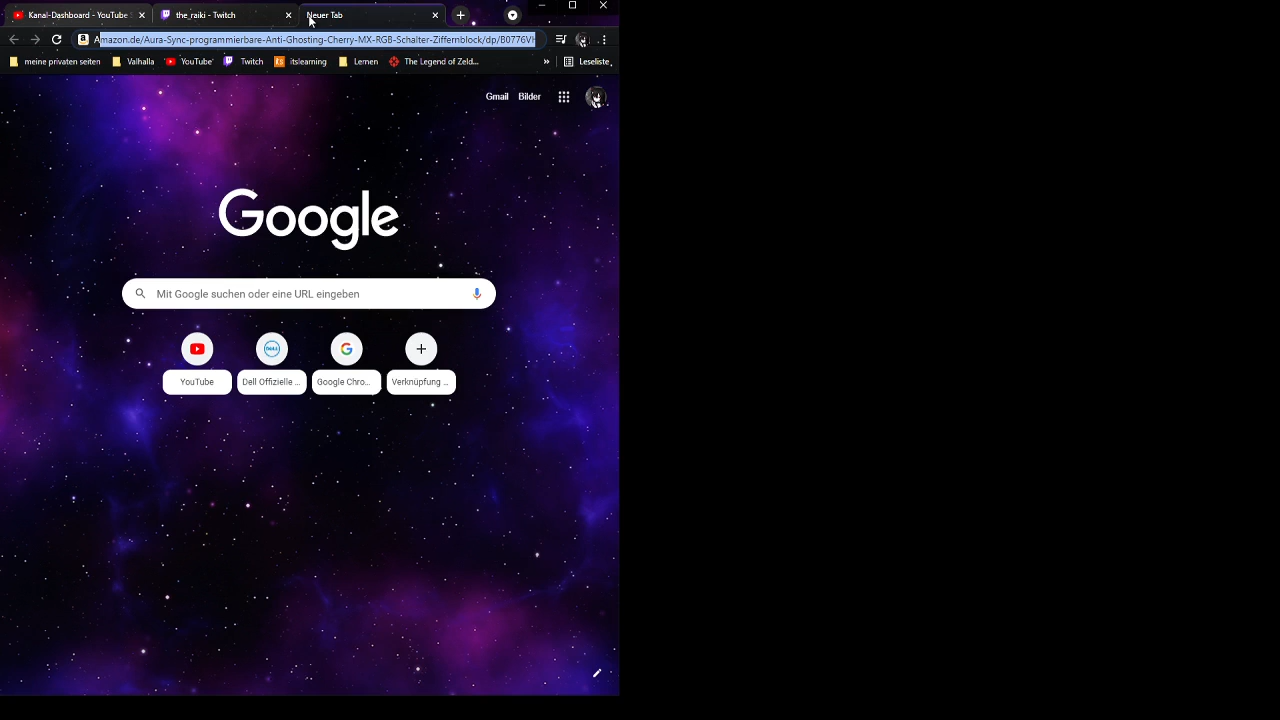 Kanal-Dashboard - YouTube
the_raiki - Twitch
Neuer Tab
Amazon.de/Aura-Sync-programmierbare-Anti-Ghosting-Cherry-MX-RGB-Schalter-Ziffernblock/dp/B0776V
meine privaten seiten
Valhalla
YouTube
Twitch
its
itslearning
Lernen
The Legend of Zeld...
»
Leseliste
Gmail
Bilder
Google
Mit Google suchen oder eine URL eingeben
DELL
G
YouTube
Dell Offizielle ...
Google Chro...
Verknüpfung ...